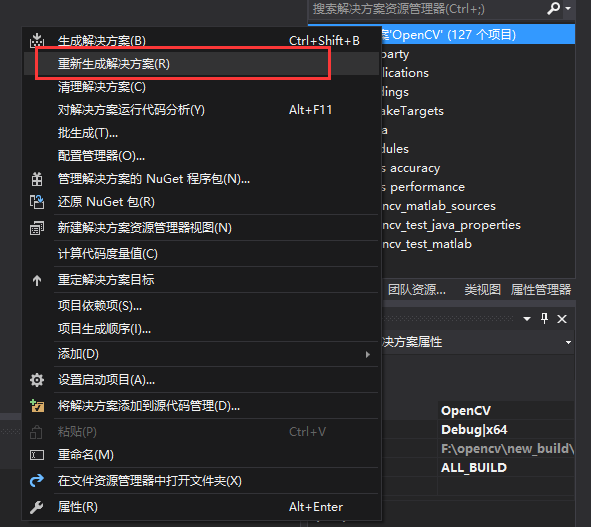 搜索解决方案资源管理器(Ctrl+;)
'OpenCV' (127 个项目)
生成解决方案(B) Ctrl+Shift+B
重新生成解决方案(R)
清理解决方案(C)
对解决方案运行代码分析(Y) Alt+F11
批生成(T)...
配置管理器(O)...
管理解决方案的 NuGet 程序包(N)...
还原 NuGet 包(R)
新建解决方案资源管理器视图(N)
计算代码度量值(C)
重定解决方案目标
项目依赖项(S)...
项目生成顺序(I)...
添加(D)
设置启动项目(A)...
将解决方案添加到源代码管理(D)...
粘贴(P) Ctrl+V
重命名(M)
在文件资源管理器中打开文件夹(X)
属性(R) Alt+Enter
party
lications
dings
akeTargets
a
dules
s accuracy
s performance
ncv_matlab_sources
ncv_test_java_properties
ncv_test_matlab
团队资源... 类视图 属性管理器
决方案属性
OpenCV
Debug|x64
F:\opencv\new_build\
ALL_BUILD